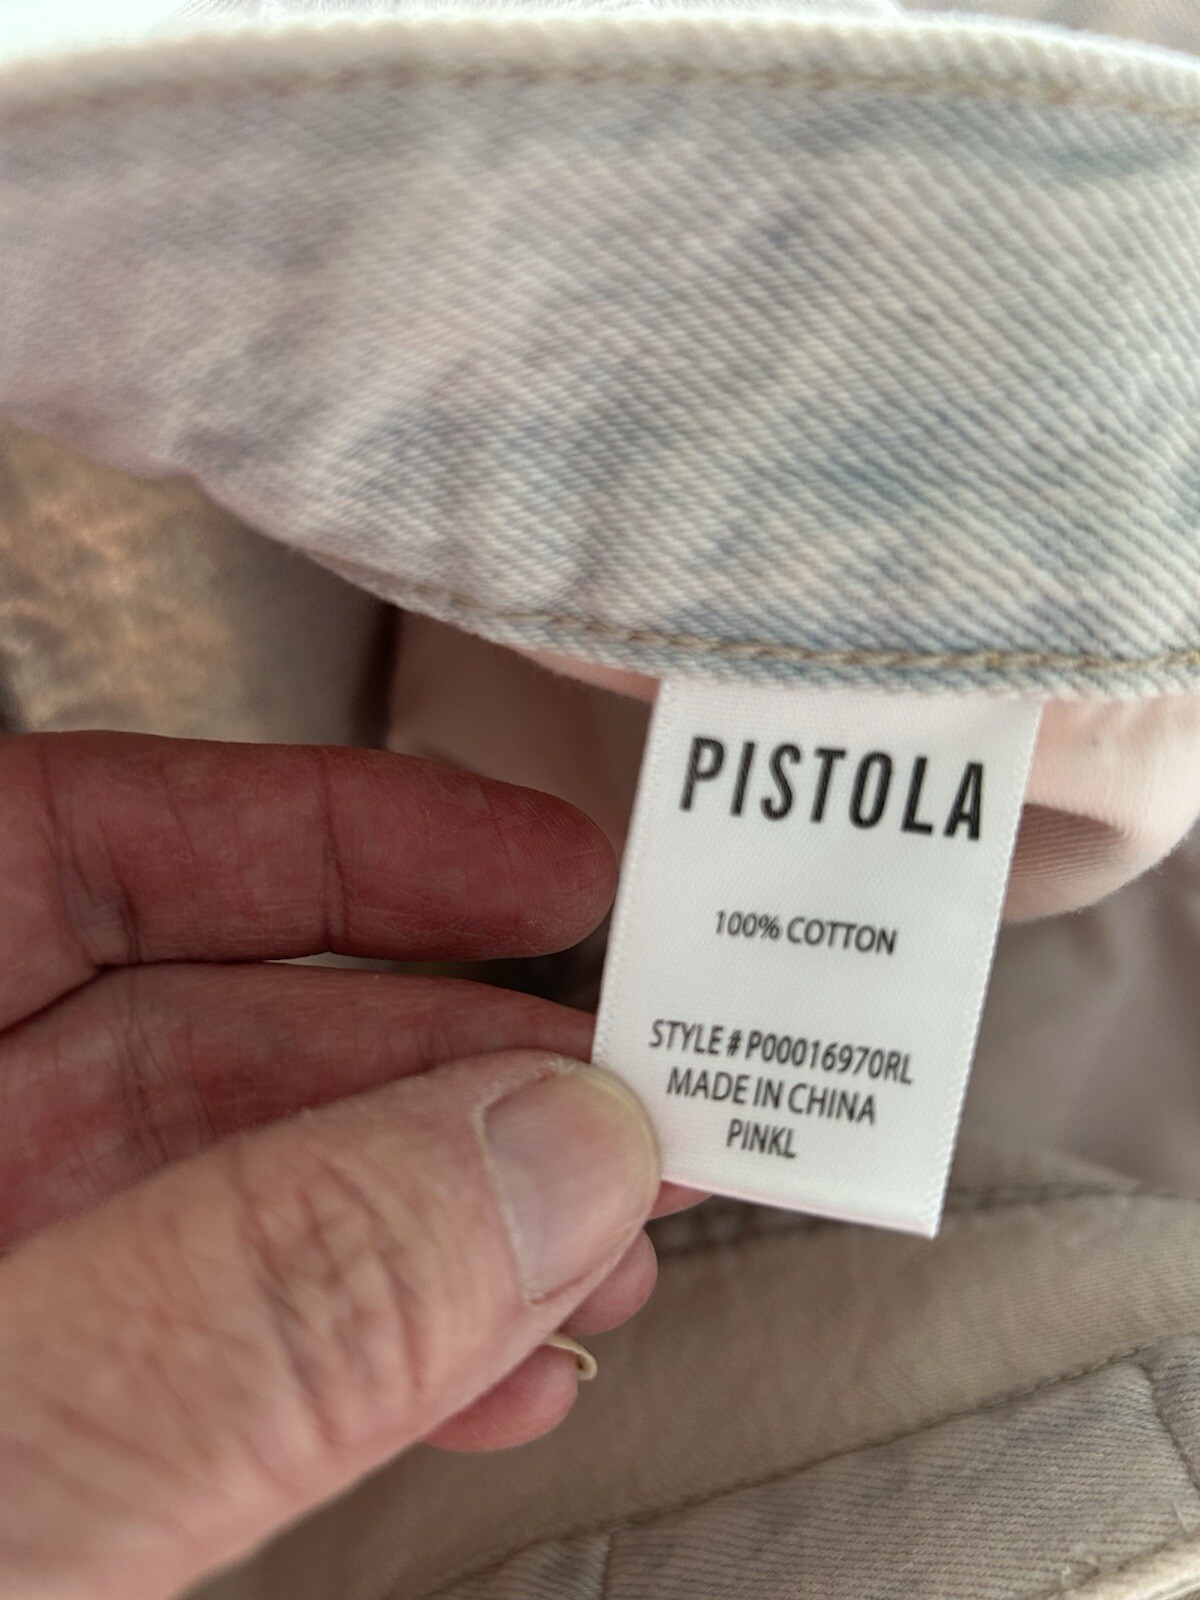 PISTOLA
100% COTTON
STYLE # P00016970RL
MADE IN CHINA
PINKL